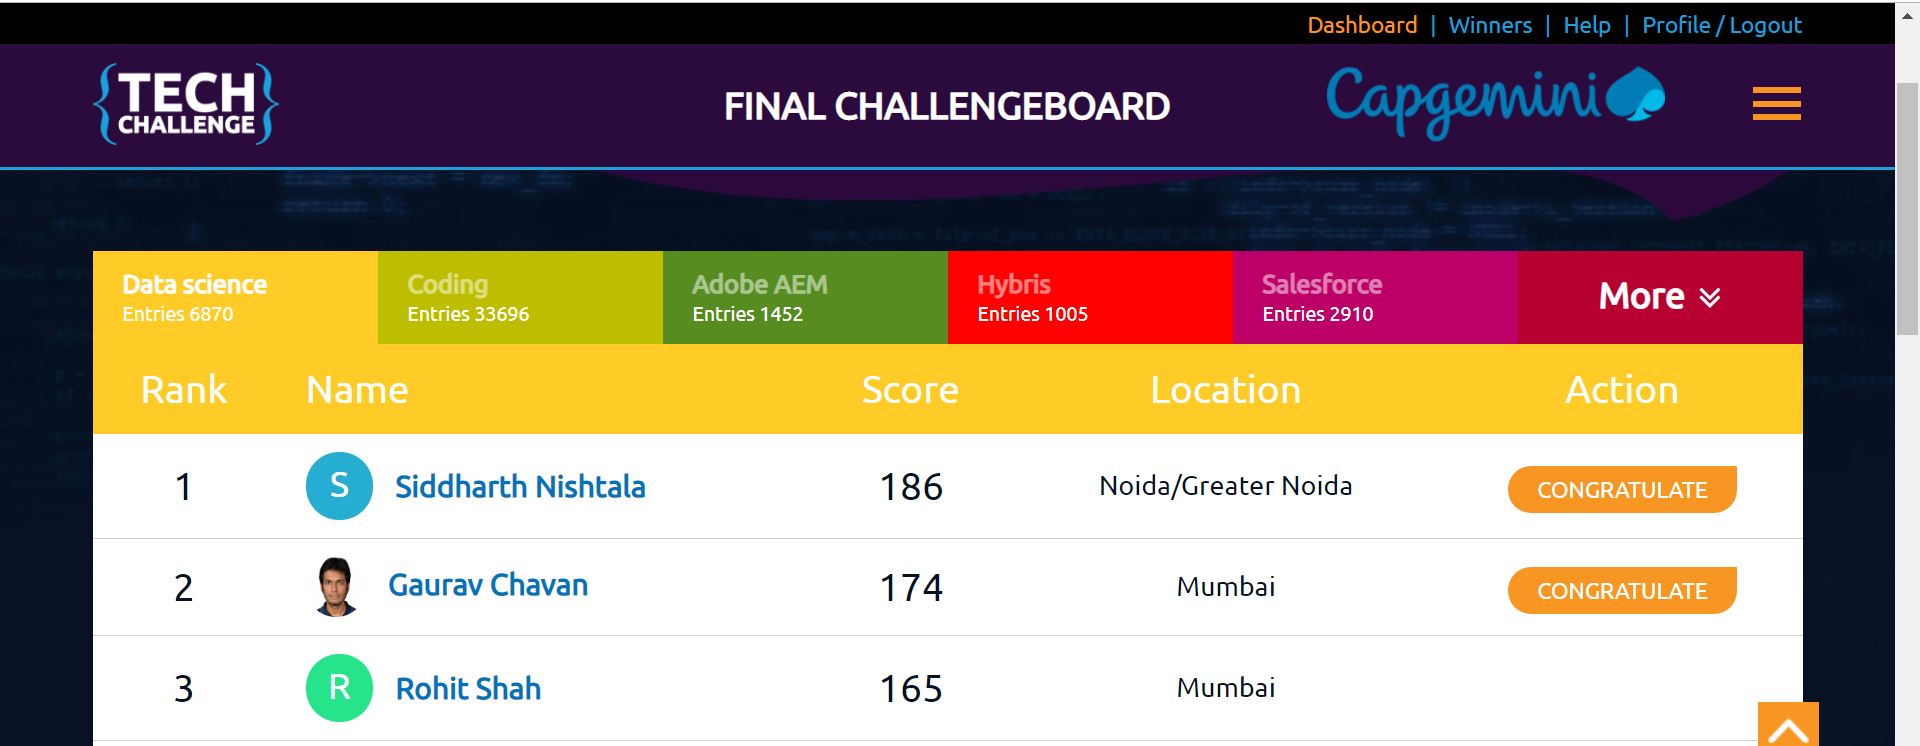 Dashboard | Winners | Help | Profile / Logout
{TECH CHALLENGE}
FINAL CHALLENGEBOARD
Capgemini
Data science
Entries 6870
Coding
Entries 33696
Adobe AEM
Entries 1452
Hybris
Entries 1005
Salesforce
Entries 2910
More
Rank Name Score Location Action
1 S Siddharth Nishtala 186 Noida/Greater Noida CONGRATULATE
2 Gaurav Chavan 174 Mumbai CONGRATULATE
3 R Rohit Shah 165 Mumbai